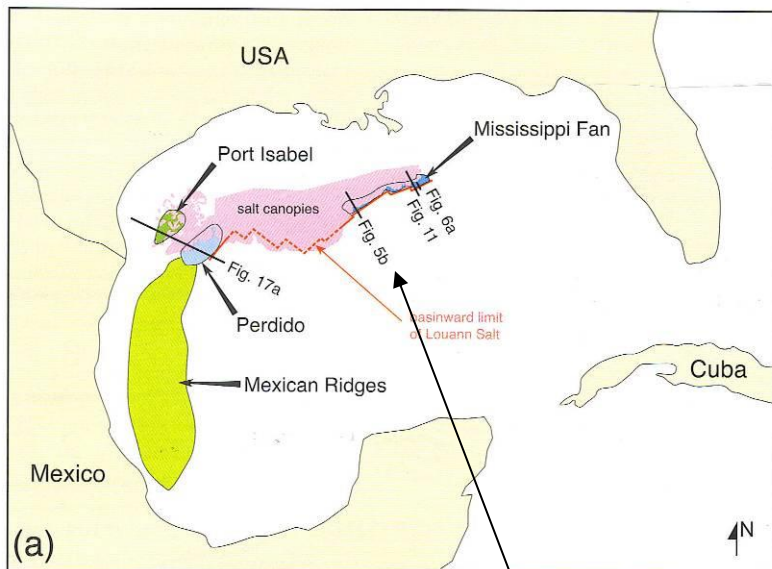 USA
Mississippi Fan
Port Isabel
salt canopies
Fig. 6a
Fig. 11
Fig. 5b
Fig. 17a
Perdido
basinward limit
of Louann Salt
Cuba
Mexican Ridges
Mexico
(a)
N